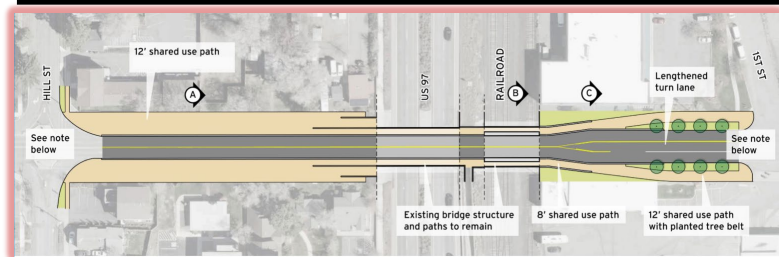 12' shared use path
HILL ST
A
US 97
RAILROAD
B
C
Lengthened
turn lane
1ST ST
See note
below
See note
below
Existing bridge structure
and paths to remain
8' shared use path
12' shared use path
with planted tree belt